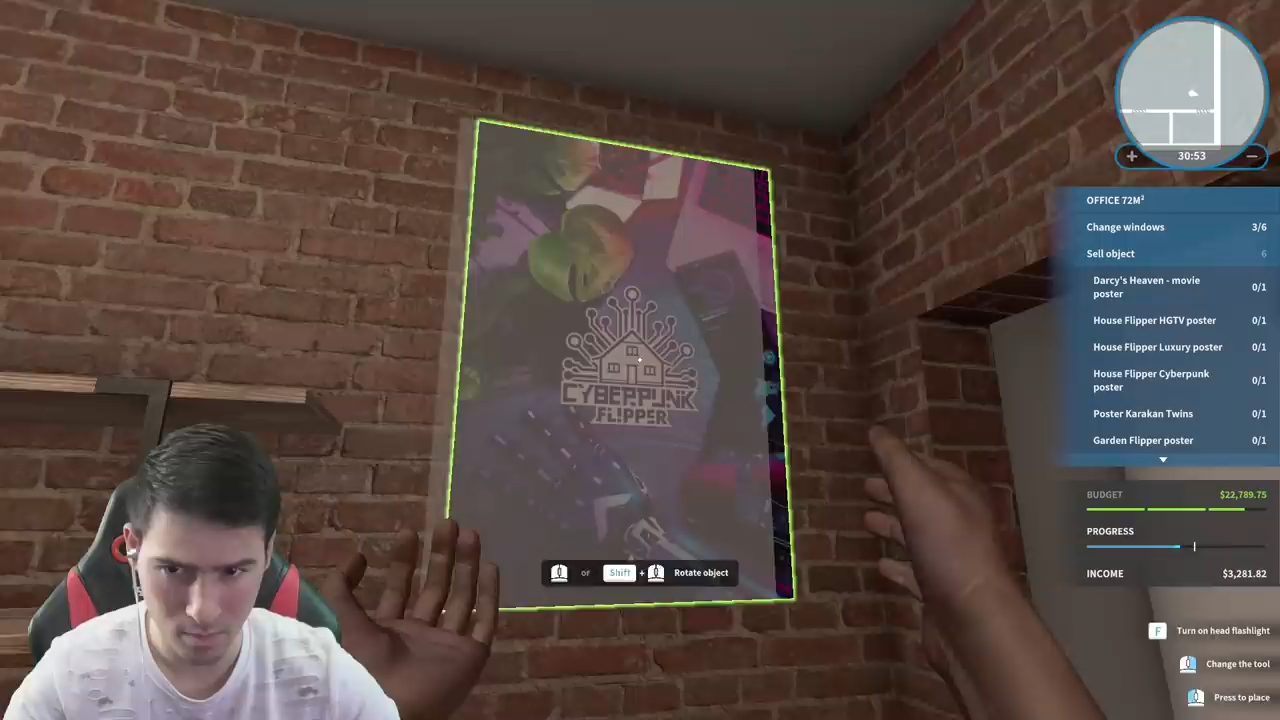 30:53
OFFICE 72M²
Change windows 3/6
Sell object 6
Darcy's Heaven - movie
poster 0/1
House Flipper HGTV poster 0/1
House Flipper Luxury poster 0/1
House Flipper Cyberpunk
poster 0/1
Poster Karakan Twins 0/1
Garden Flipper poster 0/1
CYBERPUNK
FLIPPER
BUDGET $22,789.75
PROGRESS
INCOME $3,281.82
or Shift + Rotate object
F Turn on head flashlight
Change the tool
Press to place